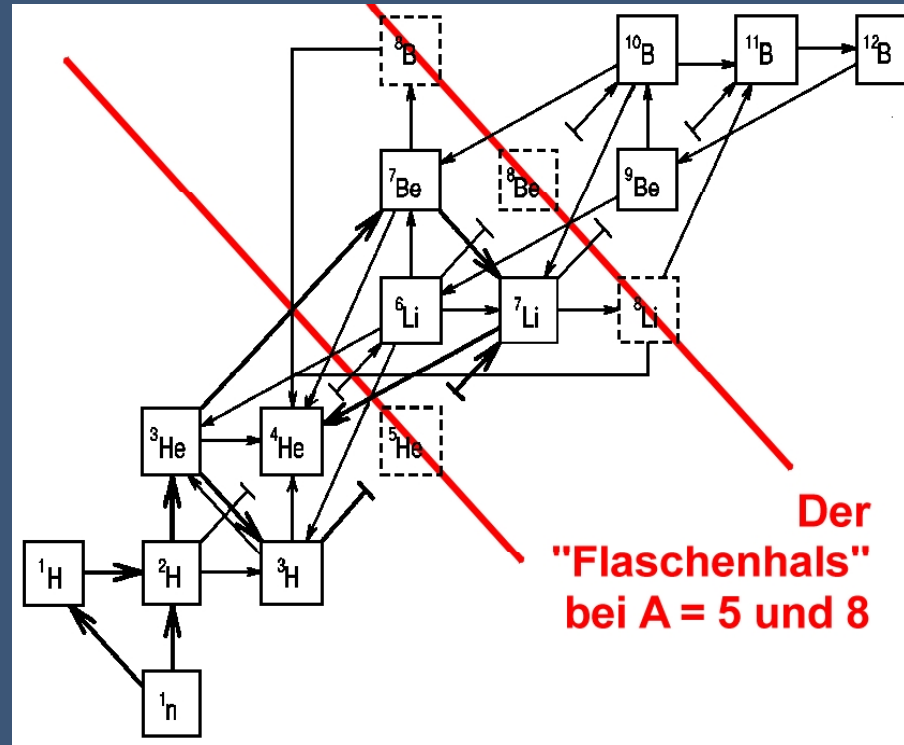 ⁸B
¹⁰B
¹¹B
¹²B
⁷Be
⁸Be
⁹Be
⁶Li
⁷Li
⁸Li
³He
⁴He
⁵He
¹H
²H
³H
¹n
Der
"Flaschenhals"
bei A = 5 und 8